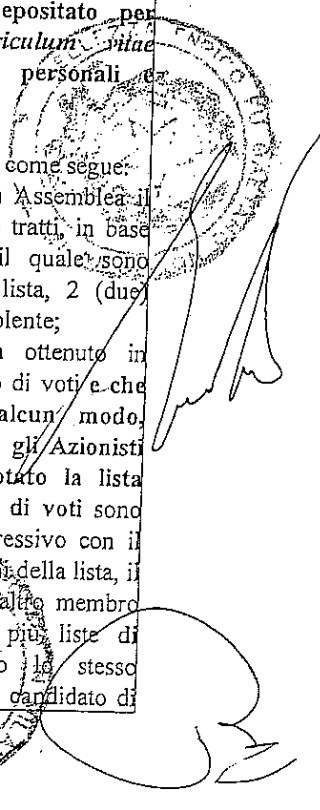 epositato per
riculum vitae
personali e
come segue:
Assemblea il
tratti, in base
il quale sono
lista, 2 (due)
olente;
ottenuto in
di voti e che
alcun modo,
gli Azionisti
otato la lista
di voti sono
ressivo con il
i della lista, il
altro membro
più liste di
lo stesso
candidato di